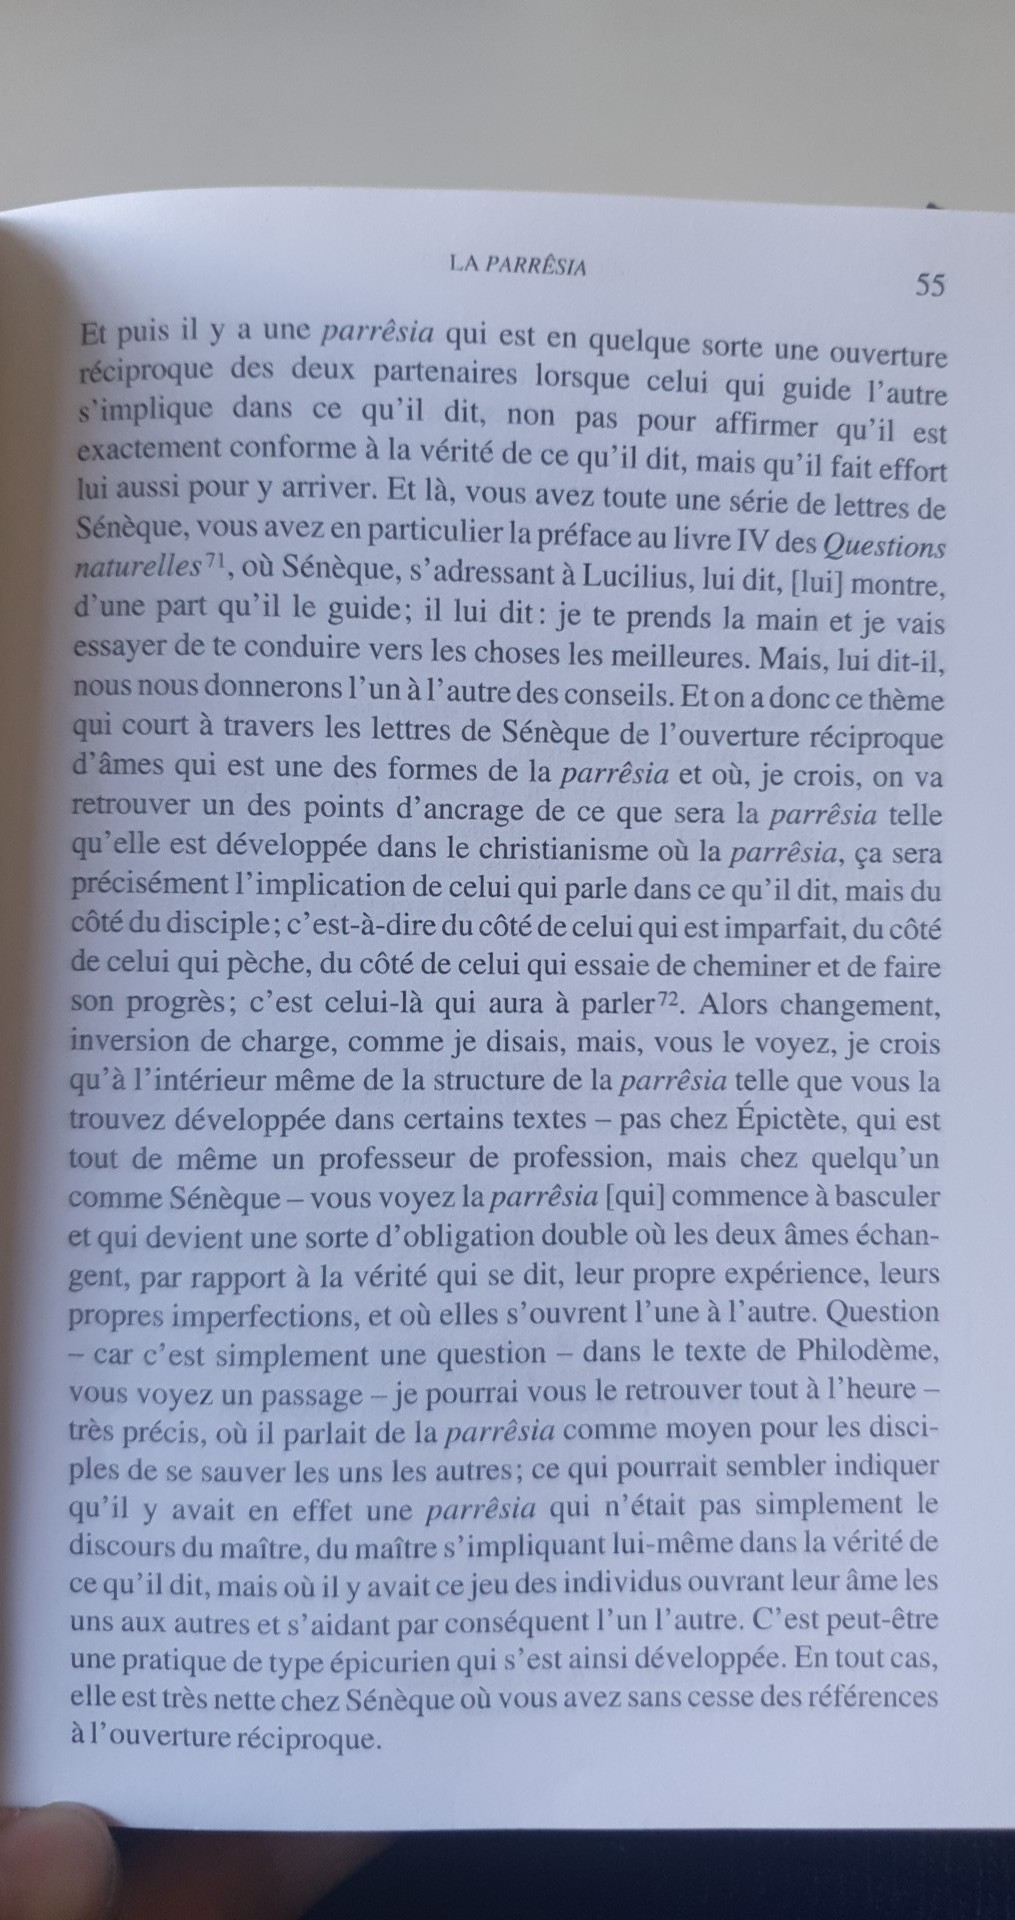 LA PARRÊSIA
55
Et puis il y a une parrêsia qui est en quelque sorte une ouverture
réciproque des deux partenaires lorsque celui qui guide l'autre
s'implique dans ce qu'il dit, non pas pour affirmer qu'il est
exactement conforme à la vérité de ce qu'il dit, mais qu'il fait effort
lui aussi pour y arriver. Et là, vous avez toute une série de lettres de
Sénèque, vous avez en particulier la préface au livre IV des Questions
naturelles⁷¹, où Sénèque, s'adressant à Lucilius, lui dit, [lui] montre,
d'une part qu'il le guide; il lui dit : je te prends la main et je vais
essayer de te conduire vers les choses les meilleures. Mais, lui dit-il,
nous nous donnerons l'un à l'autre des conseils. Et on a donc ce thème
qui court à travers les lettres de Sénèque de l'ouverture réciproque
d'âmes qui est une des formes de la parrêsia et où, je crois, on va
retrouver un des points d'ancrage de ce que sera la parrêsia telle
qu'elle est développée dans le christianisme où la parrêsia, ça sera
précisément l'implication de celui qui parle dans ce qu'il dit, mais du
côté du disciple; c'est-à-dire du côté de celui qui est imparfait, du côté
de celui qui pèche, du côté de celui qui essaie de cheminer et de faire
son progrès; c'est celui-là qui aura à parler⁷². Alors changement,
inversion de charge, comme je disais, mais, vous le voyez, je crois
qu'à l'intérieur même de la structure de la parrêsia telle que vous la
trouvez développée dans certains textes – pas chez Épictète, qui est
tout de même un professeur de profession, mais chez quelqu'un
comme Sénèque – vous voyez la parrêsia [qui] commence à basculer
et qui devient une sorte d'obligation double où les deux âmes échan-
gent, par rapport à la vérité qui se dit, leur propre expérience, leurs
propres imperfections, et où elles s'ouvrent l'une à l'autre. Question
– car c'est simplement une question – dans le texte de Philodème,
vous voyez un passage – je pourrai vous le retrouver tout à l'heure –
très précis, où il parlait de la parrêsia comme moyen pour les disci-
ples de se sauver les uns les autres; ce qui pourrait sembler indiquer
qu'il y avait en effet une parrêsia qui n'était pas simplement le
discours du maître, du maître s'impliquant lui-même dans la vérité de
ce qu'il dit, mais où il y avait ce jeu des individus ouvrant leur âme les
uns aux autres et s'aidant par conséquent l'un l'autre. C'est peut-être
une pratique de type épicurien qui s'est ainsi développée. En tout cas,
elle est très nette chez Sénèque où vous avez sans cesse des références
à l'ouverture réciproque.